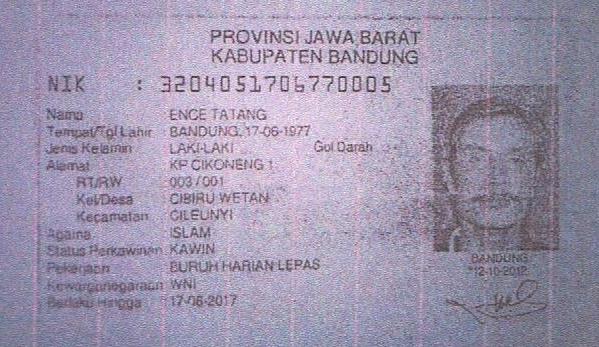 PROVINSI JAWA BARAT
KABUPATEN BANDUNG
NIK : 3204051706770005
Nama ENCE TATANG
Tempat/Tgl Lahir BANDUNG, 17-06-1977
Jenis Kelamin LAKI-LAKI Gol Darah
Alamat KP CIKONENG 1
RT/RW 003/001
Kel/Desa CIBIRU WETAN
Kecamatan CILEUNYI
Agama ISLAM
Status Perkawinan KAWIN
Pekerjaan BURUH HARIAN LEPAS
Kewarganegaraan WNI
Berlaku Hingga 17-06-2017
BANDUNG
12-10-2012